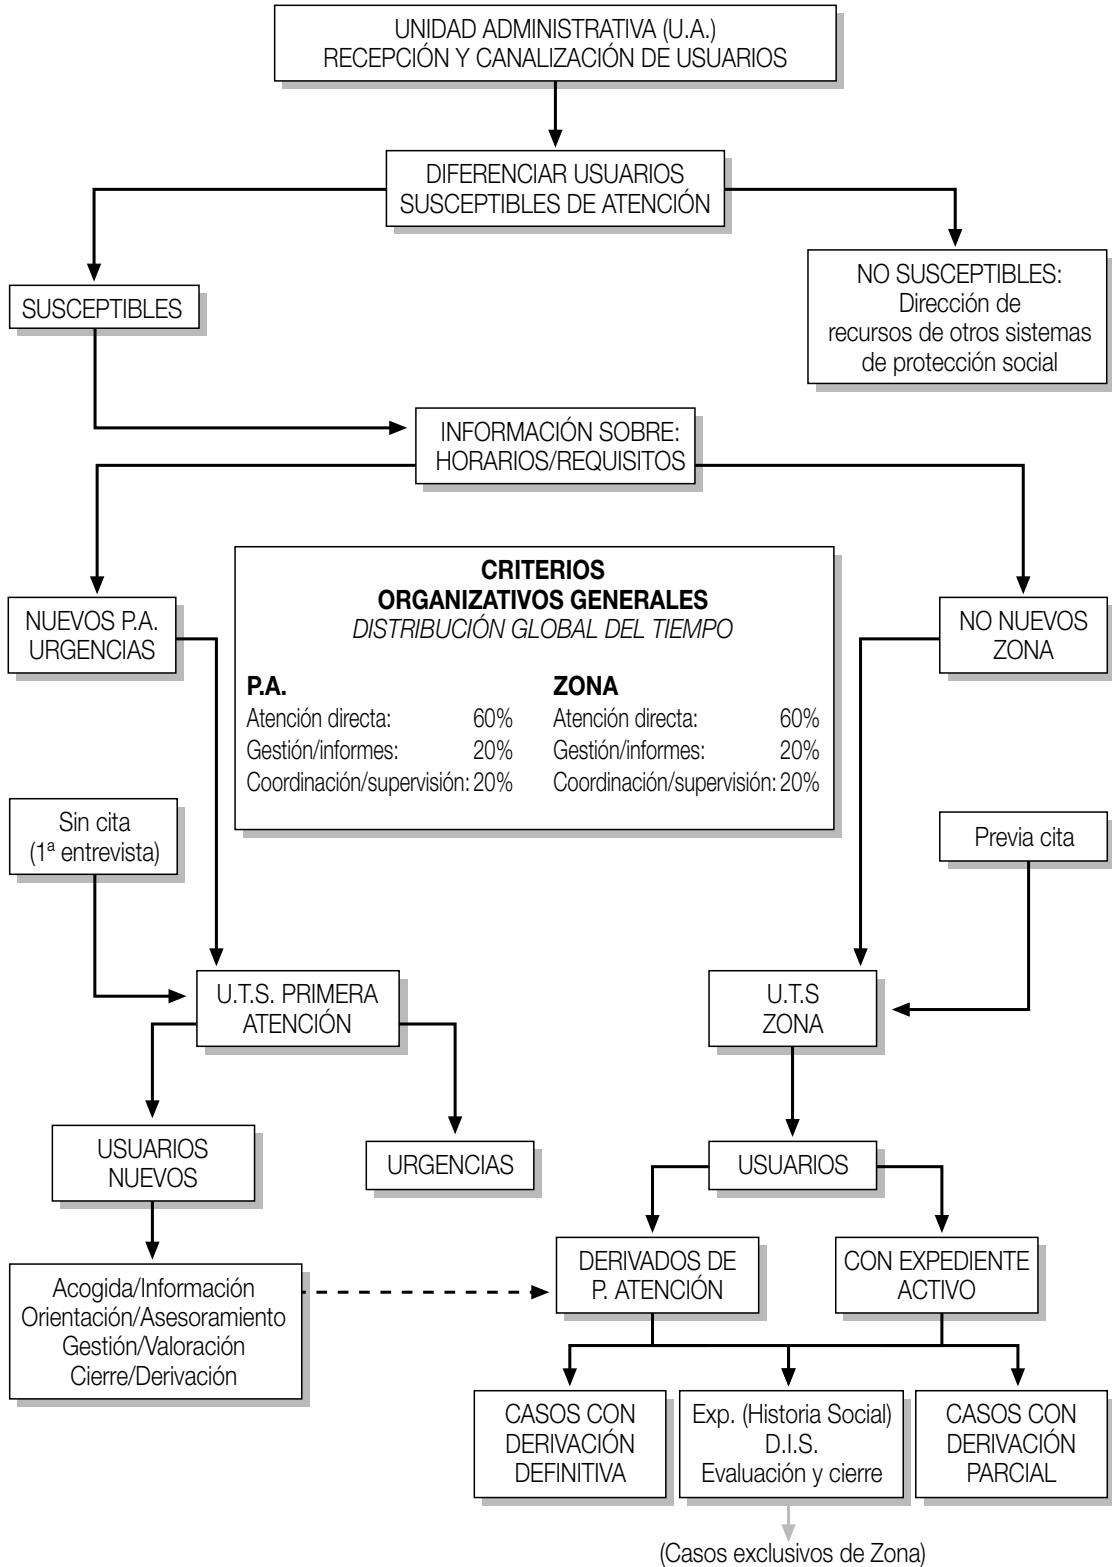 UNIDAD ADMINISTRATIVA (U.A.)
RECEPCIÓN Y CANALIZACIÓN DE USUARIOS
DIFERENCIAR USUARIOS
SUSCEPTIBLES DE ATENCIÓN
SUSCEPTIBLES
NO SUSCEPTIBLES:
Dirección de
recursos de otros sistemas
de protección social
INFORMACIÓN SOBRE:
HORARIOS/REQUISITOS
NUEVOS P.A.
URGENCIAS
CRITERIOS
ORGANIZATIVOS GENERALES
DISTRIBUCIÓN GLOBAL DEL TIEMPO
P.A.
Atención directa: 60%
Gestión/informes: 20%
Coordinación/supervisión: 20%
ZONA
Atención directa: 60%
Gestión/informes: 20%
Coordinación/supervisión: 20%
NO NUEVOS
ZONA
Sin cita
(1ª entrevista)
Previa cita
U.T.S. PRIMERA
ATENCIÓN
U.T.S
ZONA
USUARIOS
NUEVOS
URGENCIAS
USUARIOS
Acogida/Información
Orientación/Asesoramiento
Gestión/Valoración
Cierre/Derivación
DERIVADOS DE
P. ATENCIÓN
CON EXPEDIENTE
ACTIVO
CASOS CON
DERIVACIÓN
DEFINITIVA
Exp. (Historia Social)
D.I.S.
Evaluación y cierre
CASOS CON
DERIVACIÓN
PARCIAL
(Casos exclusivos de Zona)